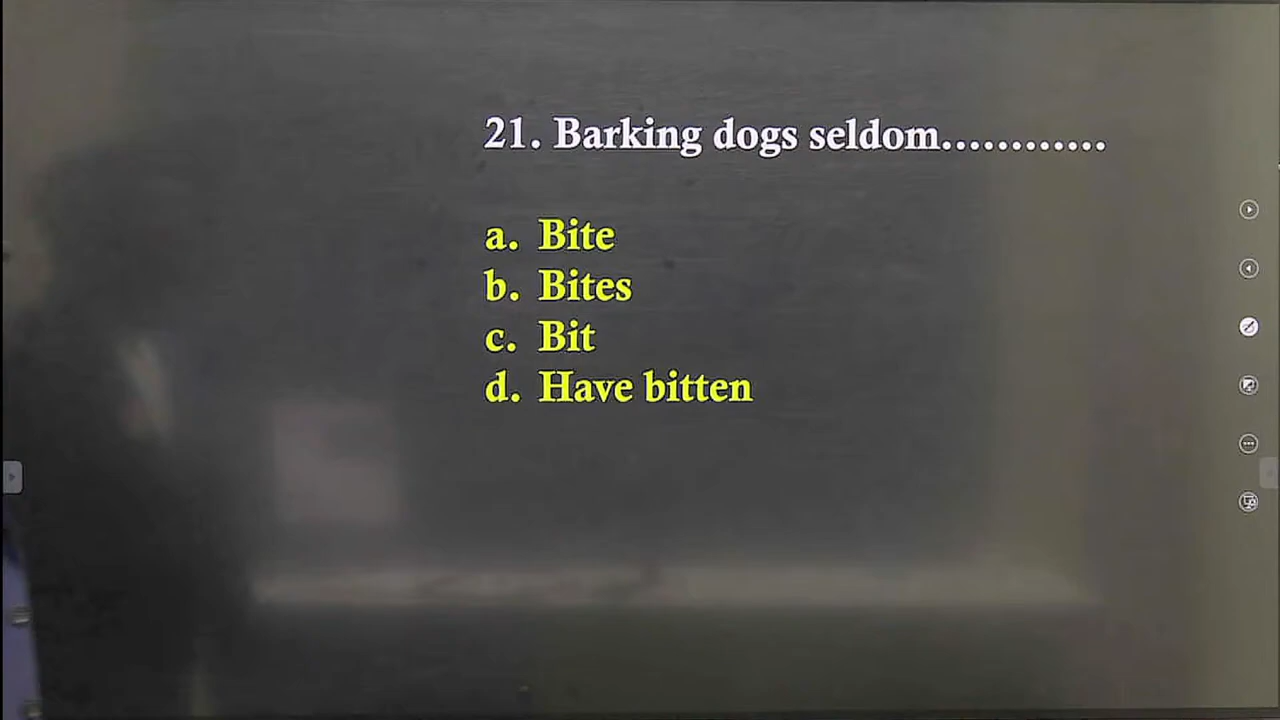 21. Barking dogs seldom............
a. Bite
b. Bites
c. Bit
d. Have bitten